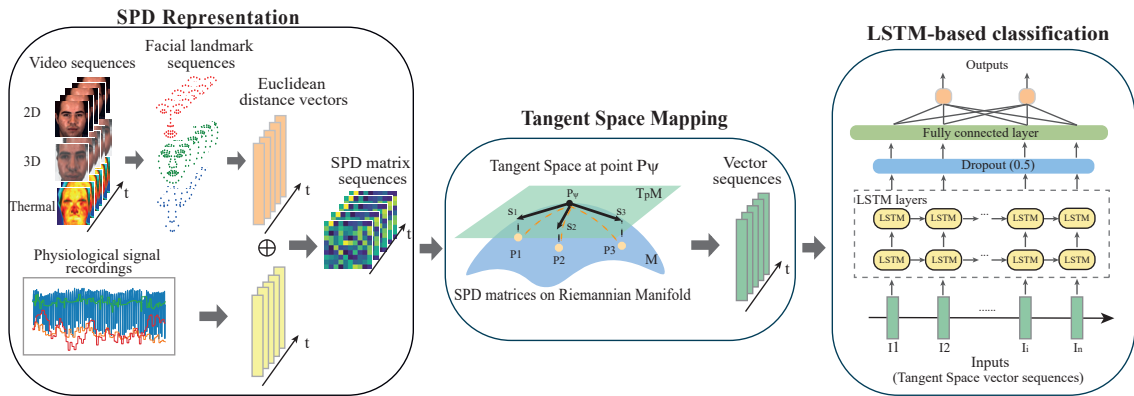 SPD Representation
Video sequences
Facial landmark
sequences
2D
3D
Thermal
t
Euclidean
distance vectors
t
SPD matrix
sequences
t
⊕
Physiological signal
recordings
t
Tangent Space Mapping
Tangent Space at point Pψ
TpM
Pψ
S1
S2
S3
P1
P2
P3
M
SPD matrices on Riemannian Manifold
Vector
sequences
t
LSTM-based classification
Outputs
Fully connected layer
Dropout (0.5)
LSTM layers
LSTM LSTM ... LSTM LSTM
LSTM LSTM ... LSTM LSTM
......
I1 I2 Ii In
Inputs
(Tangent Space vector sequences)